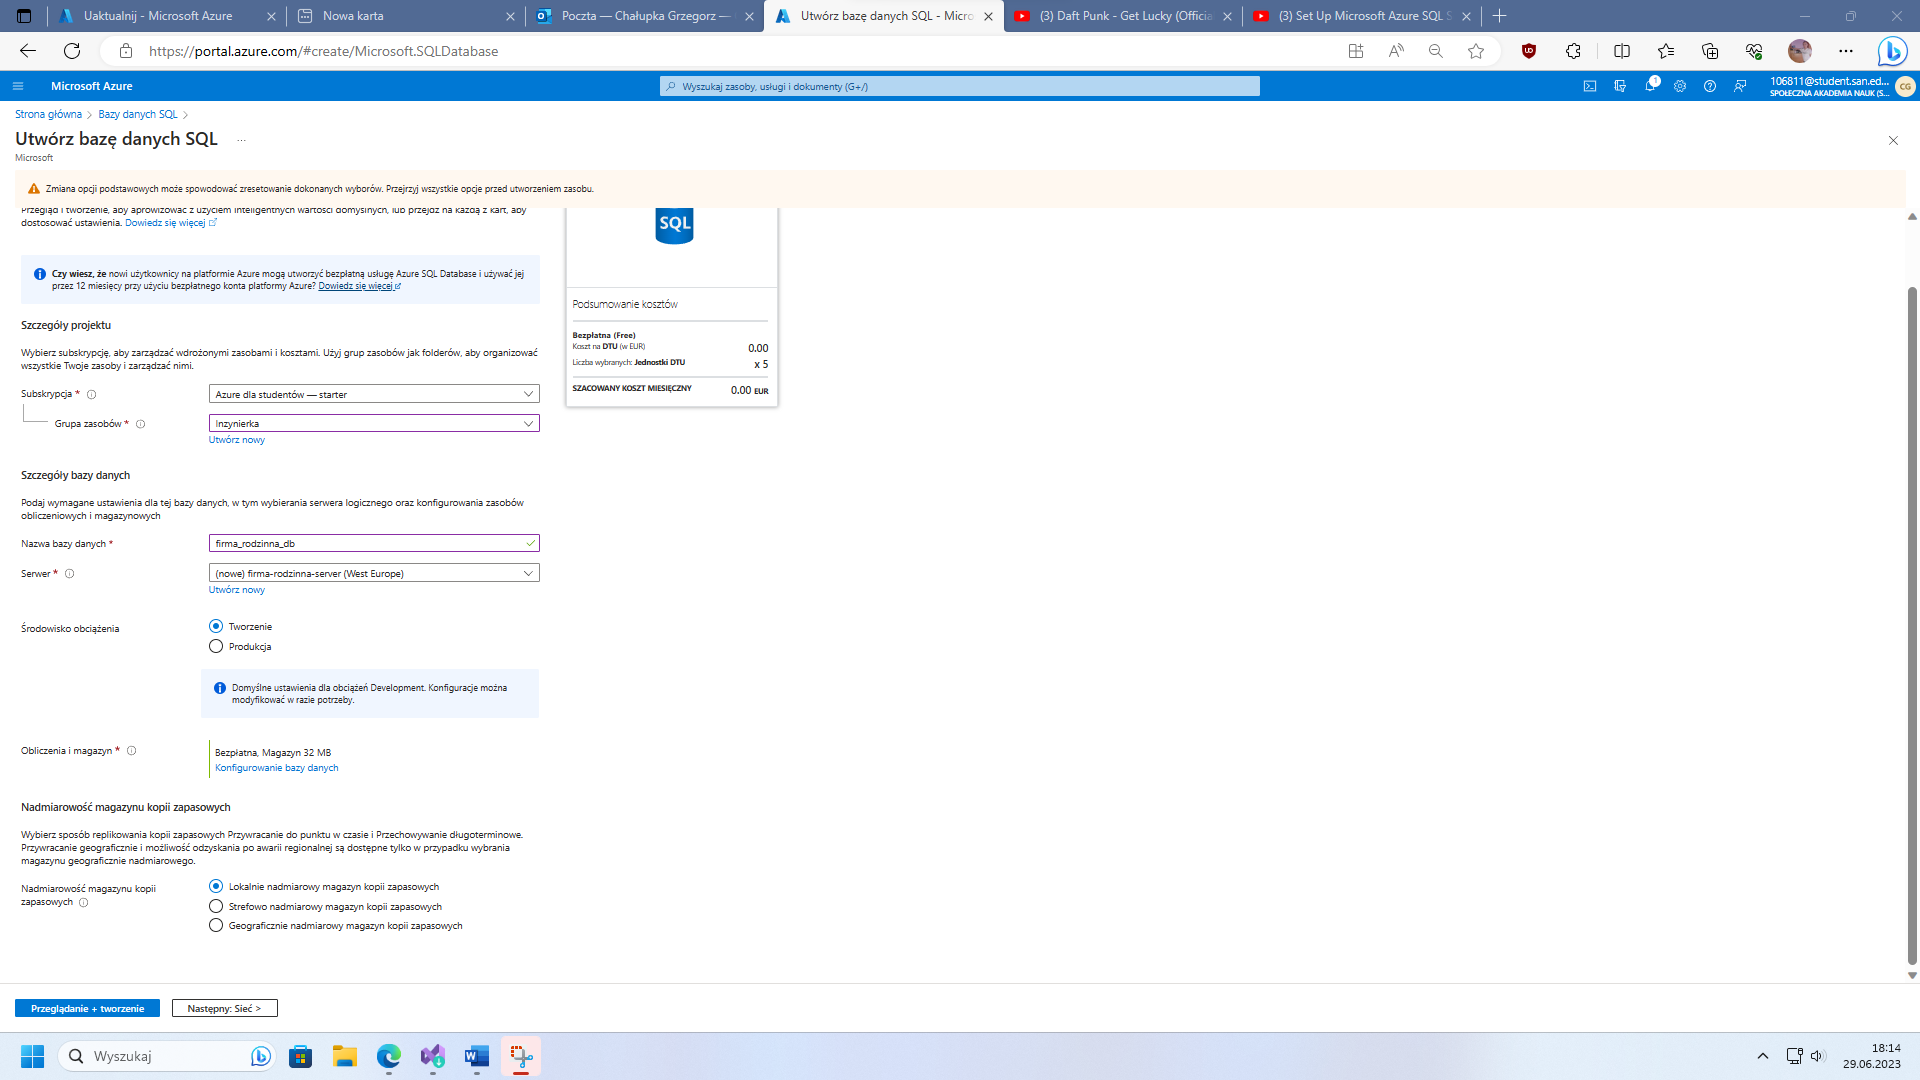 Uaktualnij - Microsoft Azure
Nowa karta
Poczta — Chałupka Grzegorz —
Utwórz bazę danych SQL - Micro
(3) Daft Punk - Get Lucky (Officia
(3) Set Up Microsoft Azure SQL S
https://portal.azure.com/#create/Microsoft.SQLDatabase
Microsoft Azure
Wyszukaj zasoby, usługi i dokumenty (G+/)
1
106811@student.san.ed...
SPOŁECZNA AKADEMIA NAUK (S...
CG
Strona główna > Bazy danych SQL >
Utwórz bazę danych SQL ...
Microsoft
Zmiana opcji podstawowych może spowodować zresetowanie dokonanych wyborów. Przejrzyj wszystkie opcje przed utworzeniem zasobu.
Przegląd i tworzenie, aby aprowizować z użyciem inteligentnych wartości domyślnych, lub przejdź na każdą z kart, aby
dostosować ustawienia. Dowiedz się więcej
SQL
Czy wiesz, że nowi użytkownicy na platformie Azure mogą utworzyć bezpłatną usługę Azure SQL Database i używać jej
przez 12 miesięcy przy użyciu bezpłatnego konta platformy Azure? Dowiedz się więcej
Podsumowanie kosztów
Bezpłatna (Free)
Koszt na DTU (w EUR) 0.00
Liczba wybranych: Jednostki DTU x 5
SZACOWANY KOSZT MIESIĘCZNY 0.00 EUR
Szczegóły projektu
Wybierz subskrypcję, aby zarządzać wdrożonymi zasobami i kosztami. Użyj grup zasobów jak folderów, aby organizować
wszystkie Twoje zasoby i zarządzać nimi.
Subskrypcja * Azure dla studentów — starter
Grupa zasobów * Inzynierka
Utwórz nowy
Szczegóły bazy danych
Podaj wymagane ustawienia dla tej bazy danych, w tym wybierania serwera logicznego oraz konfigurowania zasobów
obliczeniowych i magazynowych
Nazwa bazy danych * firma_rodzinna_db
Serwer * (nowe) firma-rodzinna-server (West Europe)
Utwórz nowy
Środowisko obciążenia
Tworzenie
Produkcja
Domyślne ustawienia dla obciążeń Development. Konfiguracje można
modyfikować w razie potrzeby.
Obliczenia i magazyn * Bezpłatna, Magazyn 32 MB
Konfigurowanie bazy danych
Nadmiarowość magazynu kopii zapasowych
Wybierz sposób replikowania kopii zapasowych Przywracanie do punktu w czasie i Przechowywanie długoterminowe.
Przywracanie geograficznie i możliwość odzyskania po awarii regionalnej są dostępne tylko w przypadku wybrania
magazynu geograficznie nadmiarowego.
Nadmiarowość magazynu kopii
zapasowych
Lokalnie nadmiarowy magazyn kopii zapasowych
Strefowo nadmiarowy magazyn kopii zapasowych
Geograficznie nadmiarowy magazyn kopii zapasowych
Przeglądanie + tworzenie
Następny: Sieć >
Wyszukaj
18:14
29.06.2023